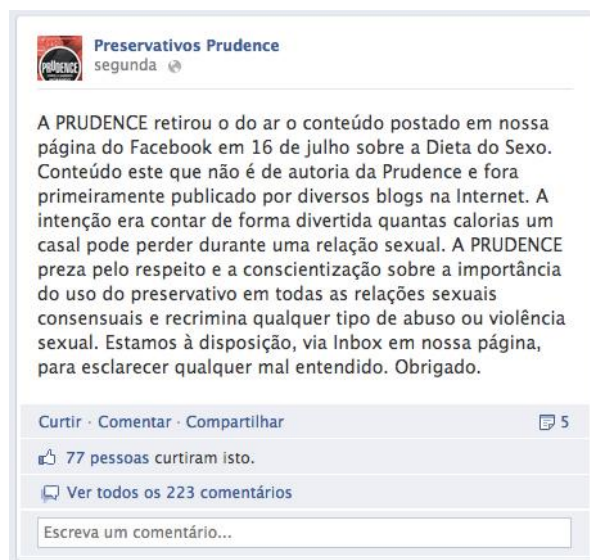 PRUDENCE
Preservativos Prudence
segunda
A PRUDENCE retirou o do ar o conteúdo postado em nossa
página do Facebook em 16 de julho sobre a Dieta do Sexo.
Conteúdo este que não é de autoria da Prudence e fora
primeiramente publicado por diversos blogs na Internet. A
intenção era contar de forma divertida quantas calorias um
casal pode perder durante uma relação sexual. A PRUDENCE
preza pelo respeito e a conscientização sobre a importância
do uso do preservativo em todas as relações sexuais
consensuais e recrimina qualquer tipo de abuso ou violência
sexual. Estamos à disposição, via Inbox em nossa página,
para esclarecer qualquer mal entendido. Obrigado.
Curtir · Comentar · Compartilhar 5
77 pessoas curtiram isto.
Ver todos os 223 comentários
Escreva um comentário...